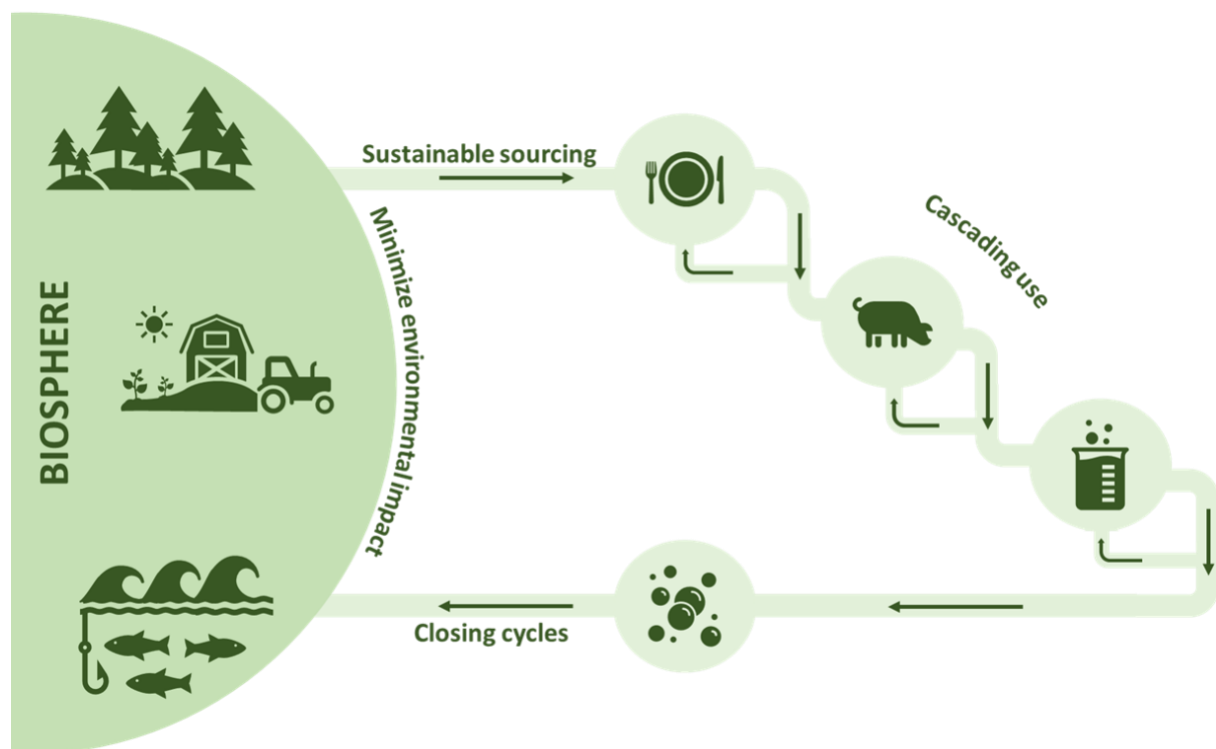 Sustainable sourcing
Cascading use
Minimize environmental impact
BIOSPHERE
Closing cycles